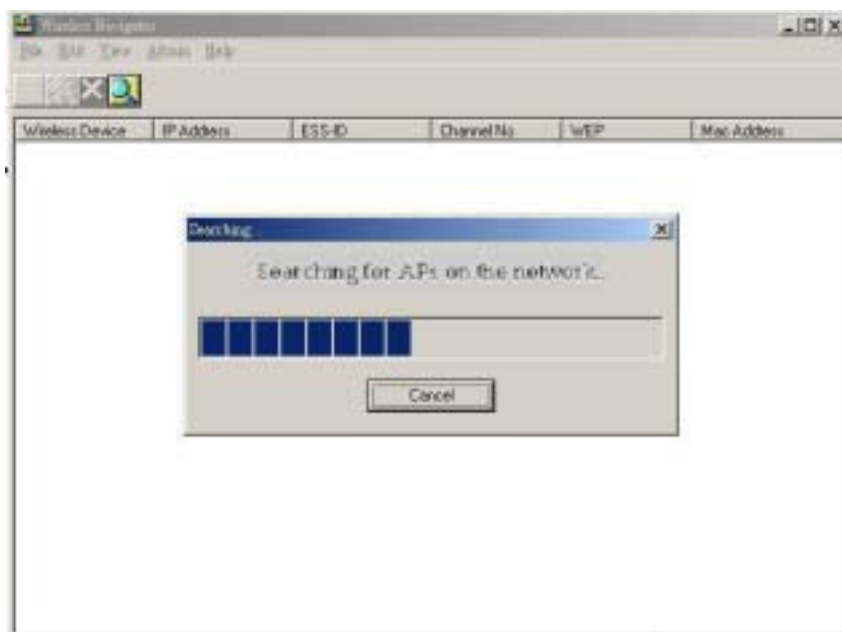 Wireless Navigator
File Edit View Admin Help
Wireless Device IP Address ESS-ID Channel No. WEP Mac Address
Searching...
Searching for APs on the network..
Cancel